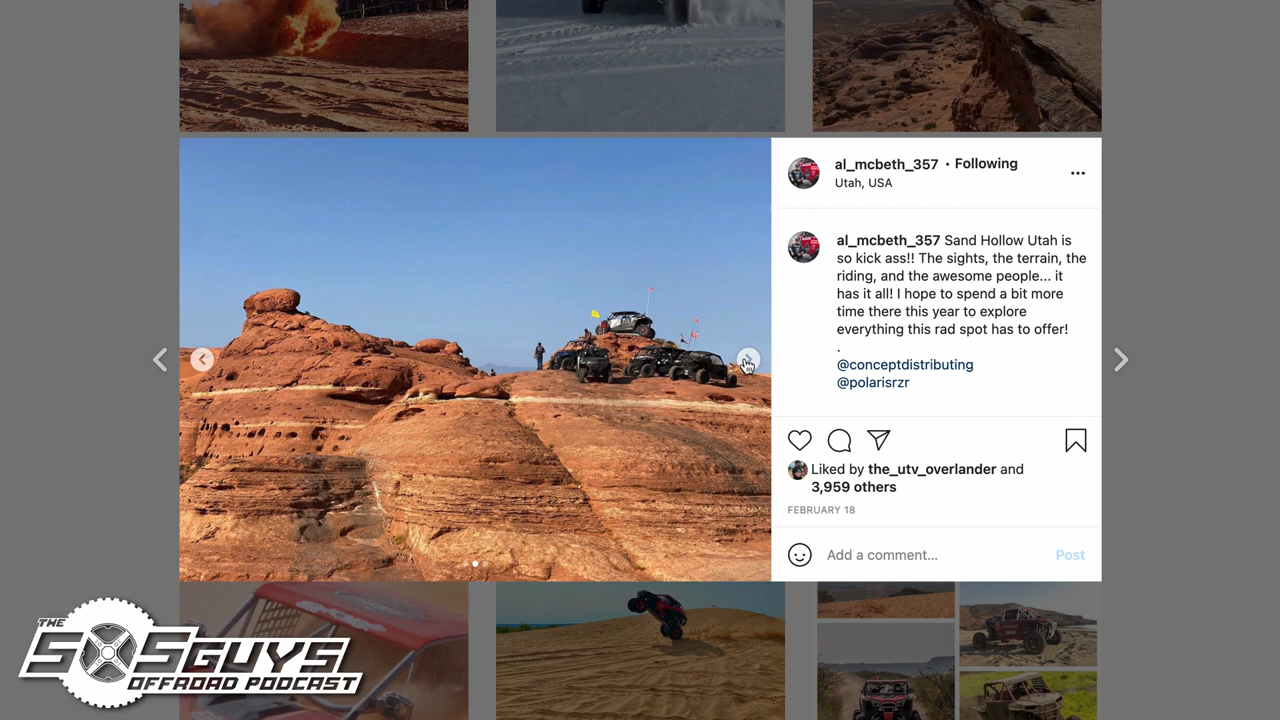 al_mcbeth_357 • Following
Utah, USA
al_mcbeth_357 Sand Hollow Utah is
so kick ass!! The sights, the terrain, the
riding, and the awesome people... it
has it all! I hope to spend a bit more
time there this year to explore
everything this rad spot has to offer!
.
@conceptdistributing
@polarisrzr
Liked by the_utv_overlander and
3,959 others
FEBRUARY 18
Add a comment... Post
THE
SXSGUYS
OFFROAD PODCAST